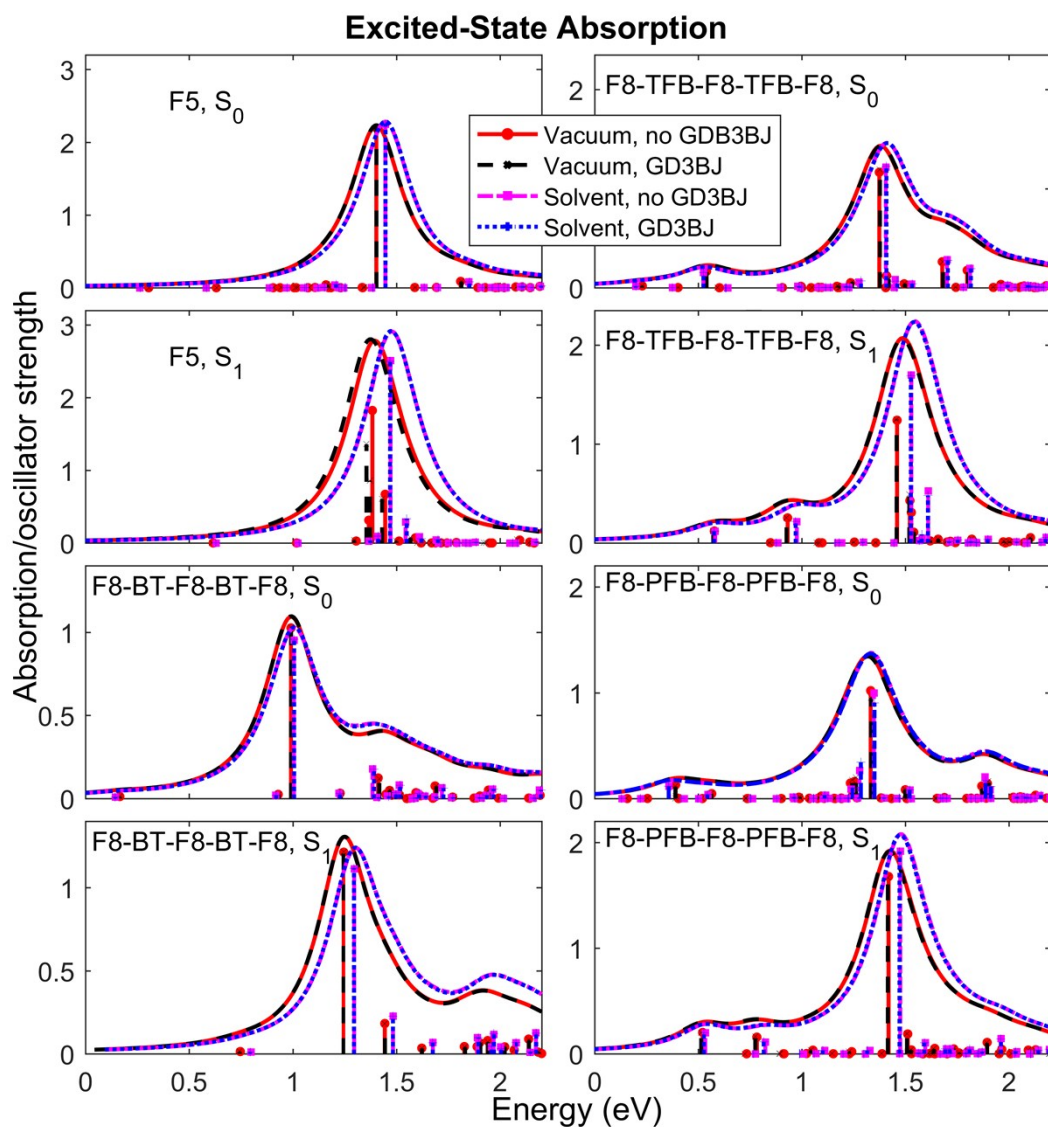 Excited-State Absorption
F5, S0
F8-TFB-F8-TFB-F8, S0
Vacuum, no GDB3BJ
Vacuum, GD3BJ
Solvent, no GD3BJ
Solvent, GD3BJ
3
2
1
0
2
1
0
F5, S1
F8-TFB-F8-TFB-F8, S1
3
2
1
0
2
1
0
Absorption/oscillator strength
F8-BT-F8-BT-F8, S0
F8-PFB-F8-PFB-F8, S0
1
0.5
0
2
1
0
F8-BT-F8-BT-F8, S1
F8-PFB-F8-PFB-F8, S1
1
0.5
0
2
1
0
0 0.5 1 1.5 2
0.5 1 1.5 2
Energy (eV)